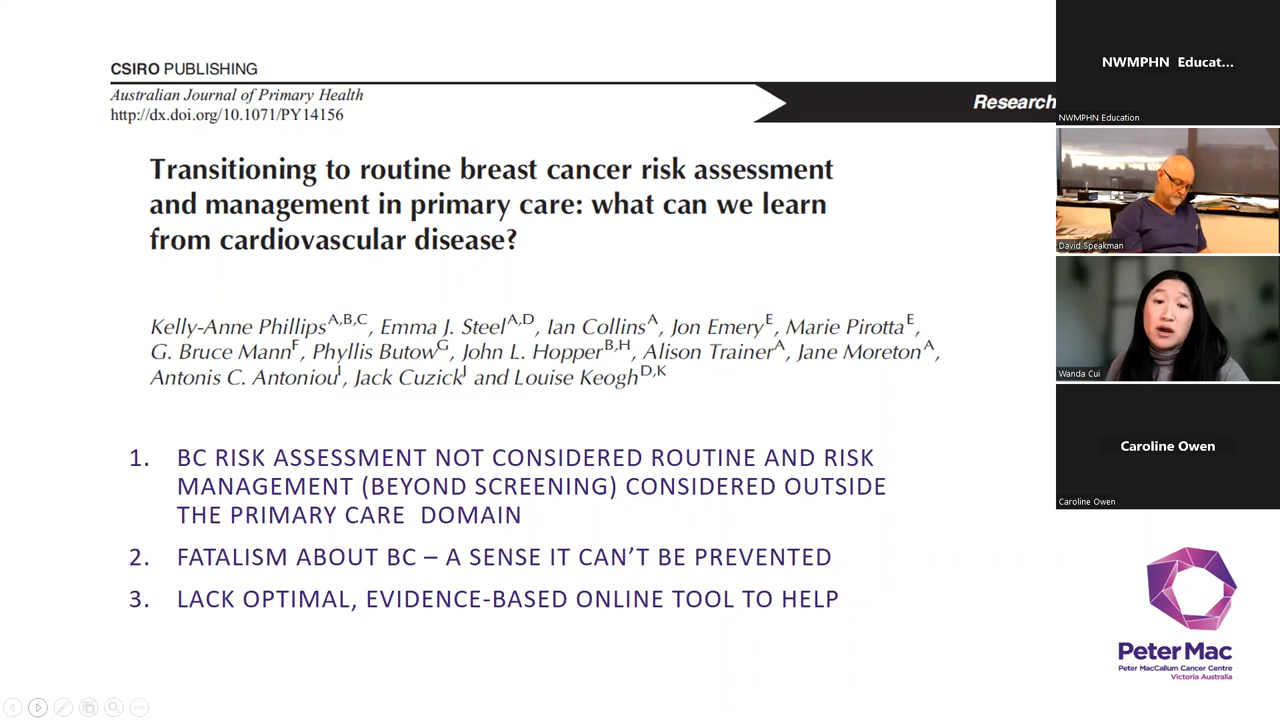 CSIRO PUBLISHING
Australian Journal of Primary Health
http://dx.doi.org/10.1071/PY14156
Research
Transitioning to routine breast cancer risk assessment
and management in primary care: what can we learn
from cardiovascular disease?
Kelly-Anne Phillips A,B,C, Emma J. Steel A,D, Ian Collins A, Jon Emery E, Marie Pirotta E,
G. Bruce Mann F, Phyllis Butow G, John L. Hopper B,H, Alison Trainer A, Jane Moreton A,
Antonis C. Antoniou I, Jack Cuzick J and Louise Keogh D,K
1. BC RISK ASSESSMENT NOT CONSIDERED ROUTINE AND RISK
MANAGEMENT (BEYOND SCREENING) CONSIDERED OUTSIDE
THE PRIMARY CARE DOMAIN
2. FATALISM ABOUT BC – A SENSE IT CAN'T BE PREVENTED
3. LACK OPTIMAL, EVIDENCE-BASED ONLINE TOOL TO HELP
NWMPHN Educat...
NWMPHN Education
David Speakman
Wanda Cui
Caroline Owen
Caroline Owen
Peter Mac
Peter MacCallum Cancer Centre
Victoria Australia